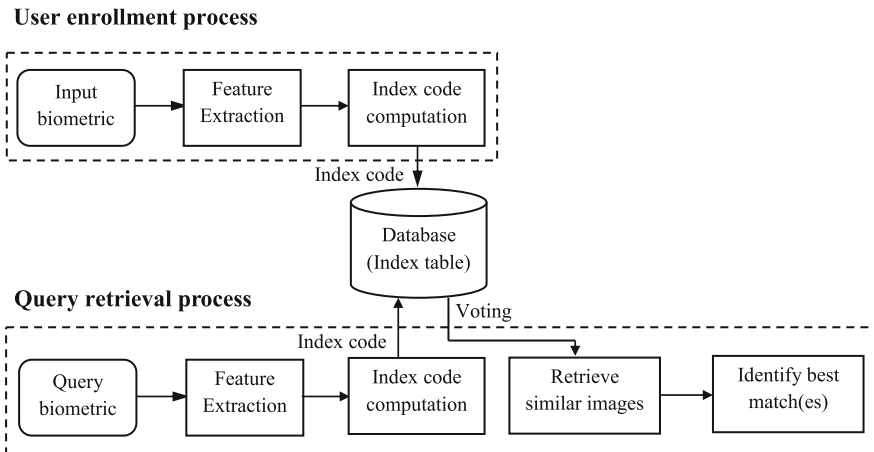 User enrollment process
Input
biometric
Feature
Extraction
Index code
computation
Index code
Database
(Index table)
Query retrieval process
Voting
Index code
Query
biometric
Feature
Extraction
Index code
computation
Retrieve
similar images
Identify best
match(es)